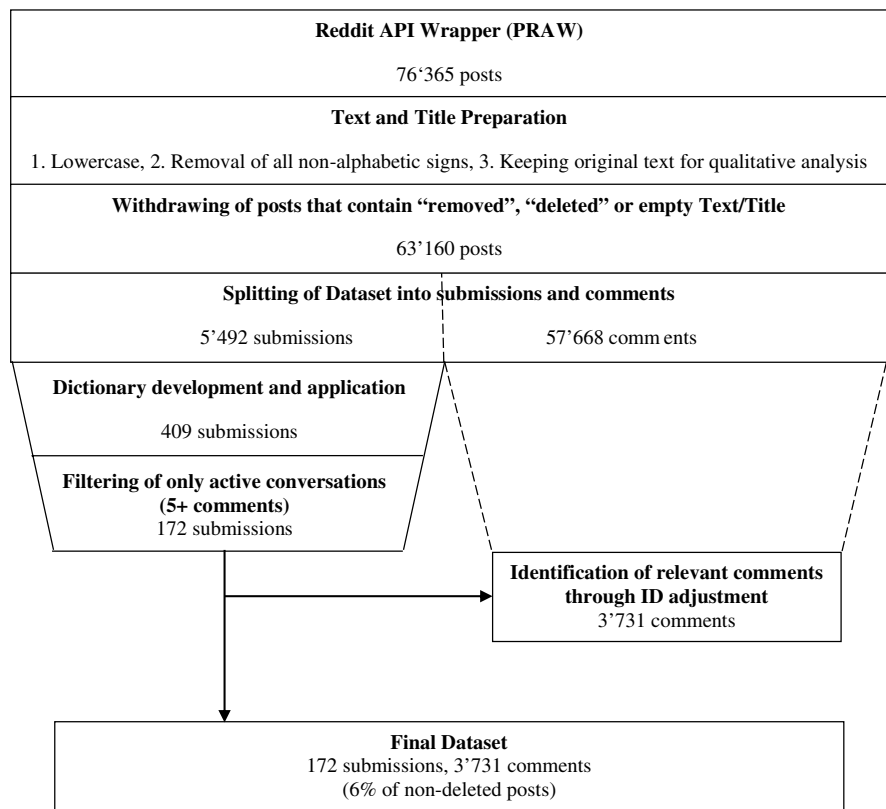 Reddit API Wrapper (PRAW)
76‘365 posts
Text and Title Preparation
1. Lowercase, 2. Removal of all non-alphabetic signs, 3. Keeping original text for qualitative analysis
Withdrawing of posts that contain “removed”, “deleted” or empty Text/Title
63’160 posts
Splitting of Dataset into submissions and comments
5’492 submissions
57’668 comments
Dictionary development and application
409 submissions
Filtering of only active conversations
(5+ comments)
172 submissions
Identification of relevant comments
through ID adjustment
3’731 comments
Final Dataset
172 submissions, 3’731 comments
(6% of non-deleted posts)